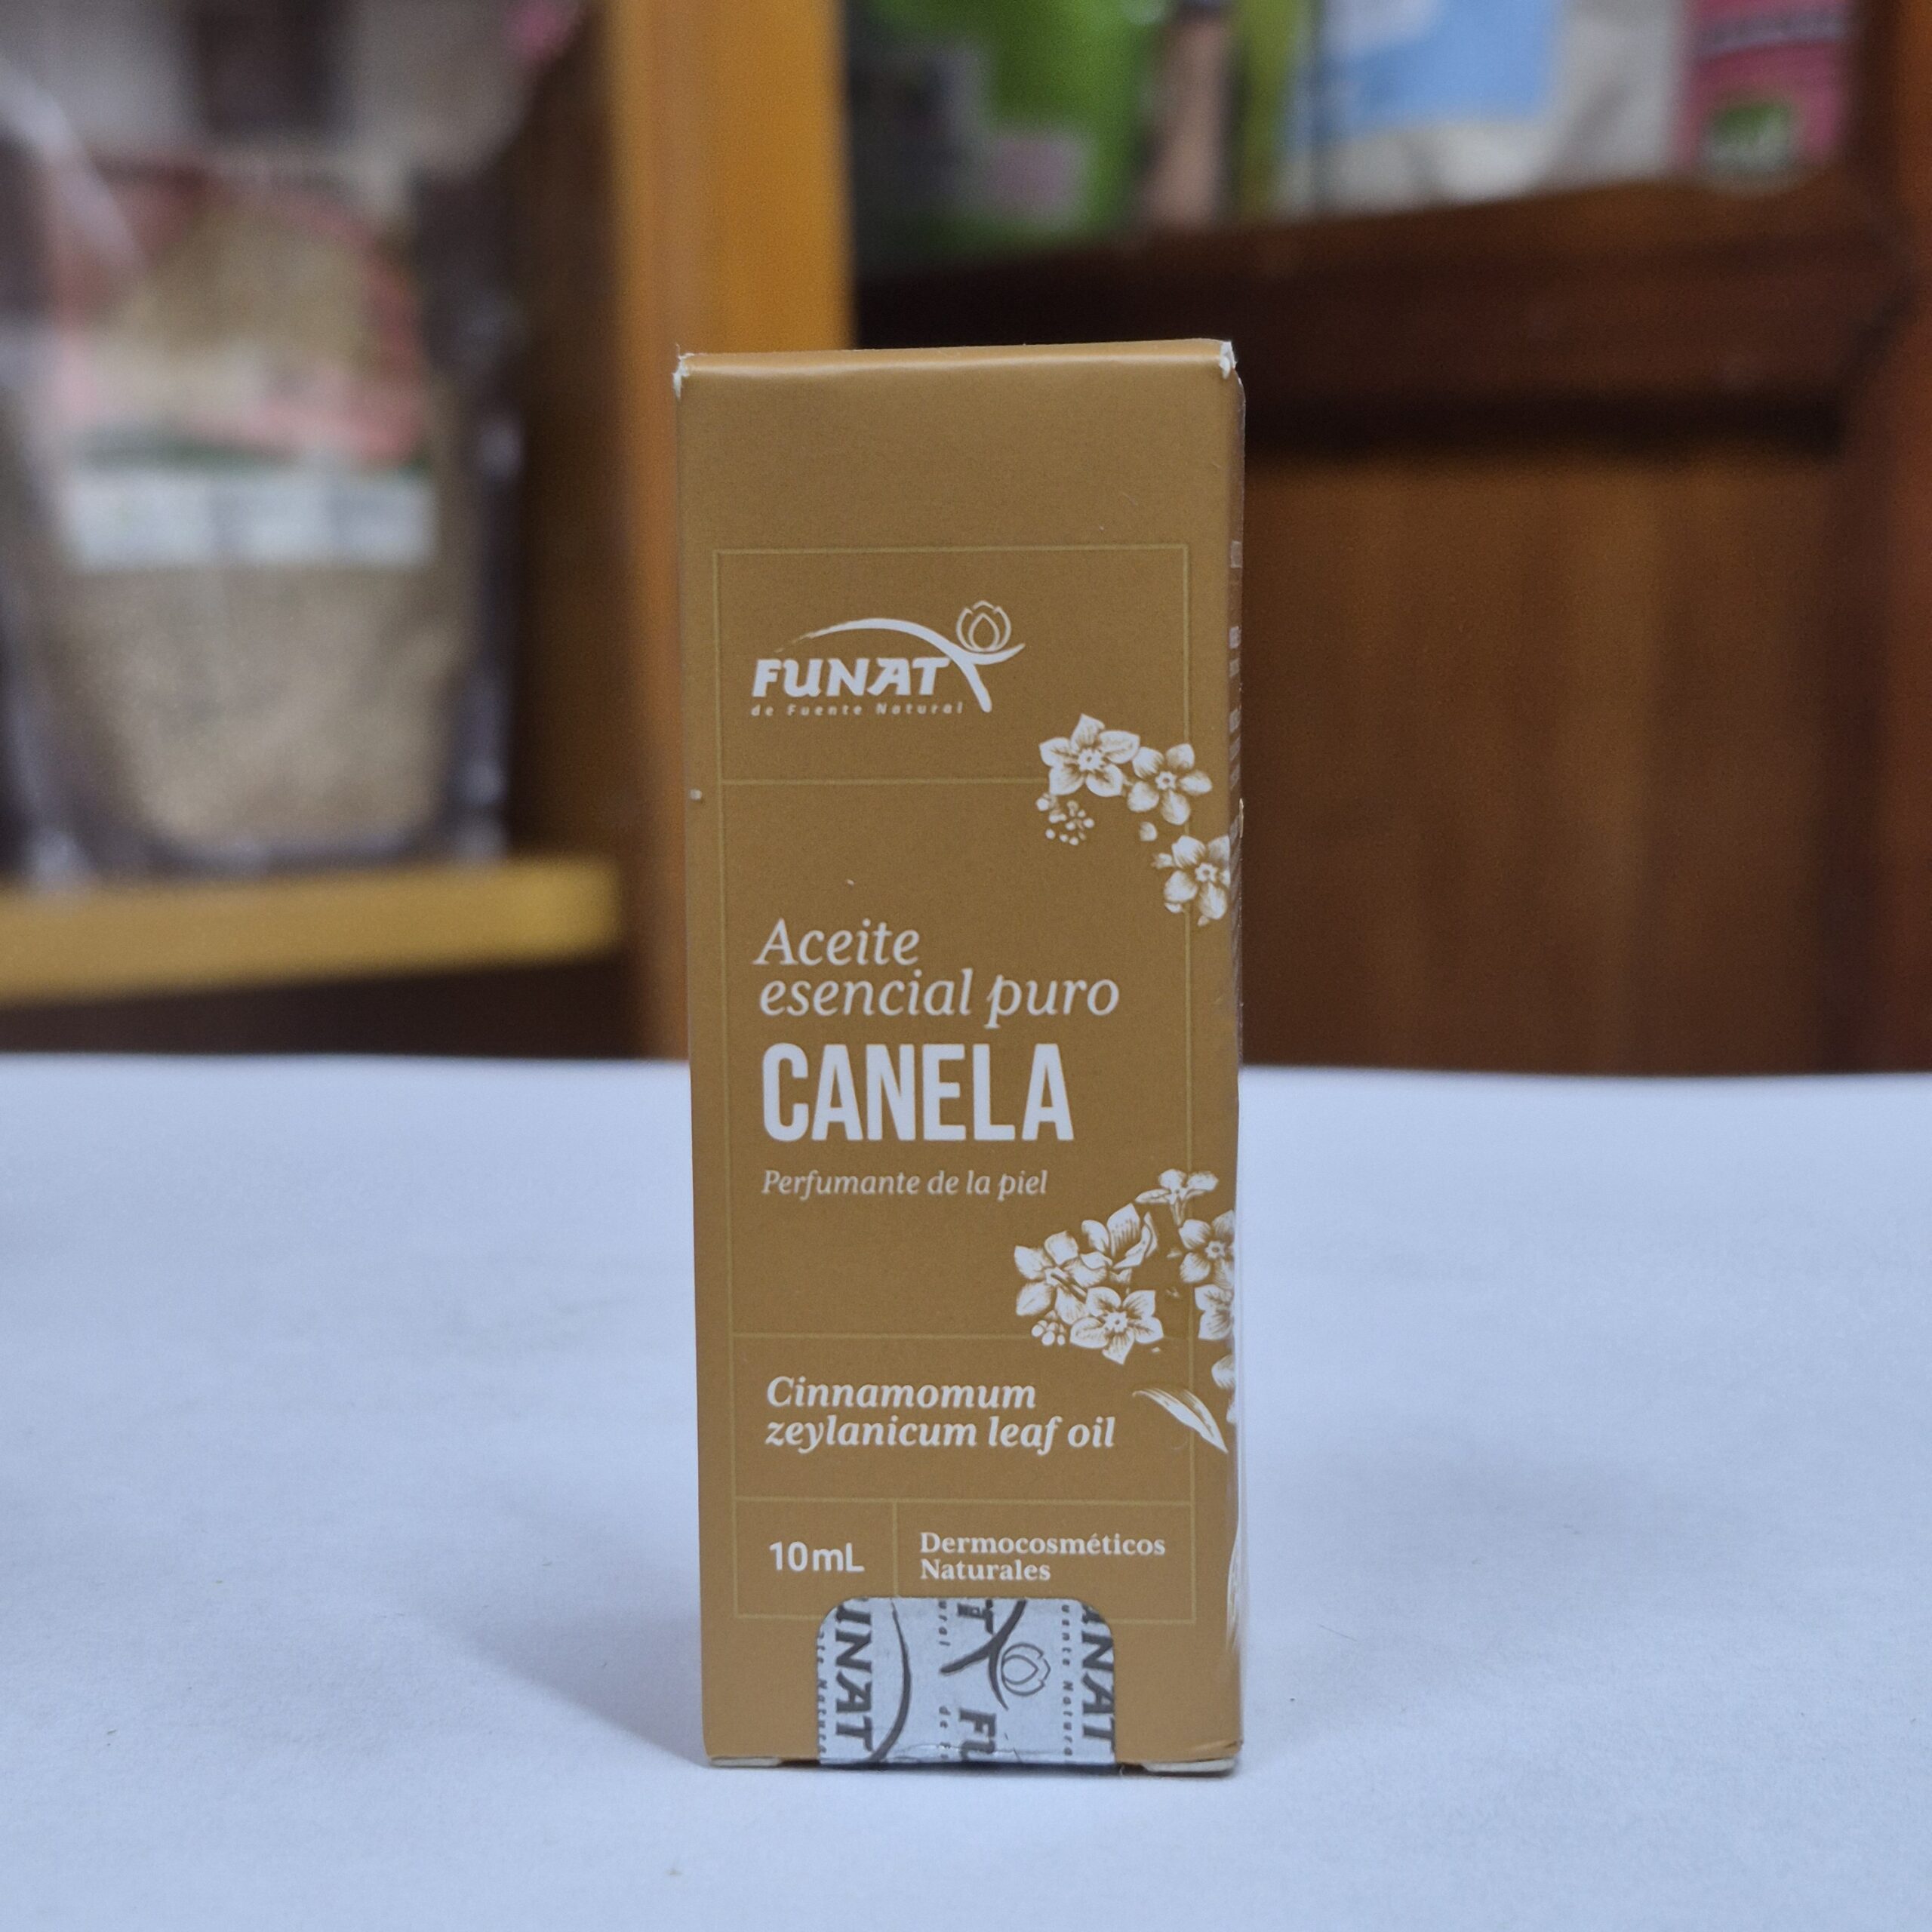 FUNAT
de Fuente Natural
Aceite
esencial puro
CANELA
Perfumante de la piel
Cinnamomum
zeylanicum leaf oil
10mL
Dermocosméticos
Naturales